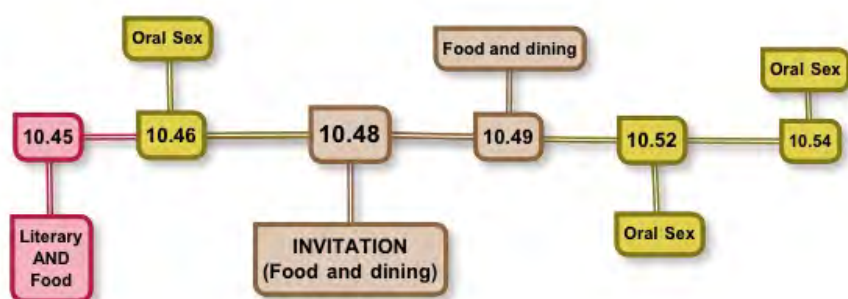 Oral Sex
Food and dining
Oral Sex
10.45
10.46
10.48
10.49
10.52
10.54
Literary
AND
Food
INVITATION
(Food and dining)
Oral Sex